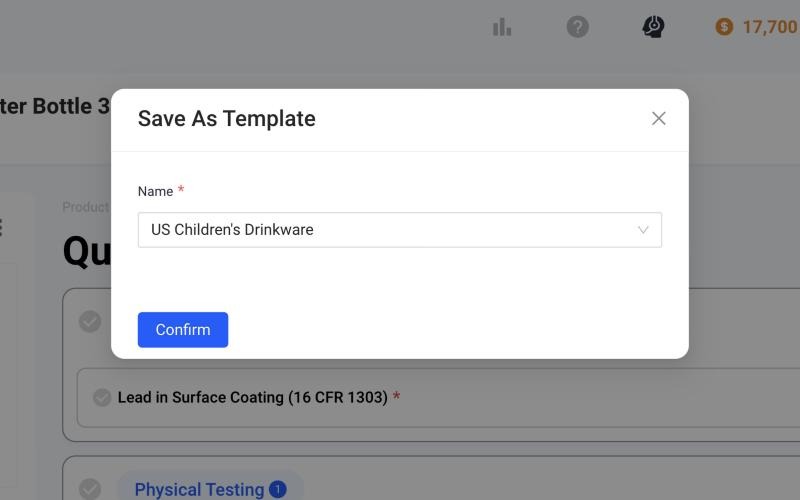 17,700
ter Bottle 3
Save As Template
Name *
Product
US Children's Drinkware
Qu
Confirm
Lead in Surface Coating (16 CFR 1303) *
Physical Testing 1